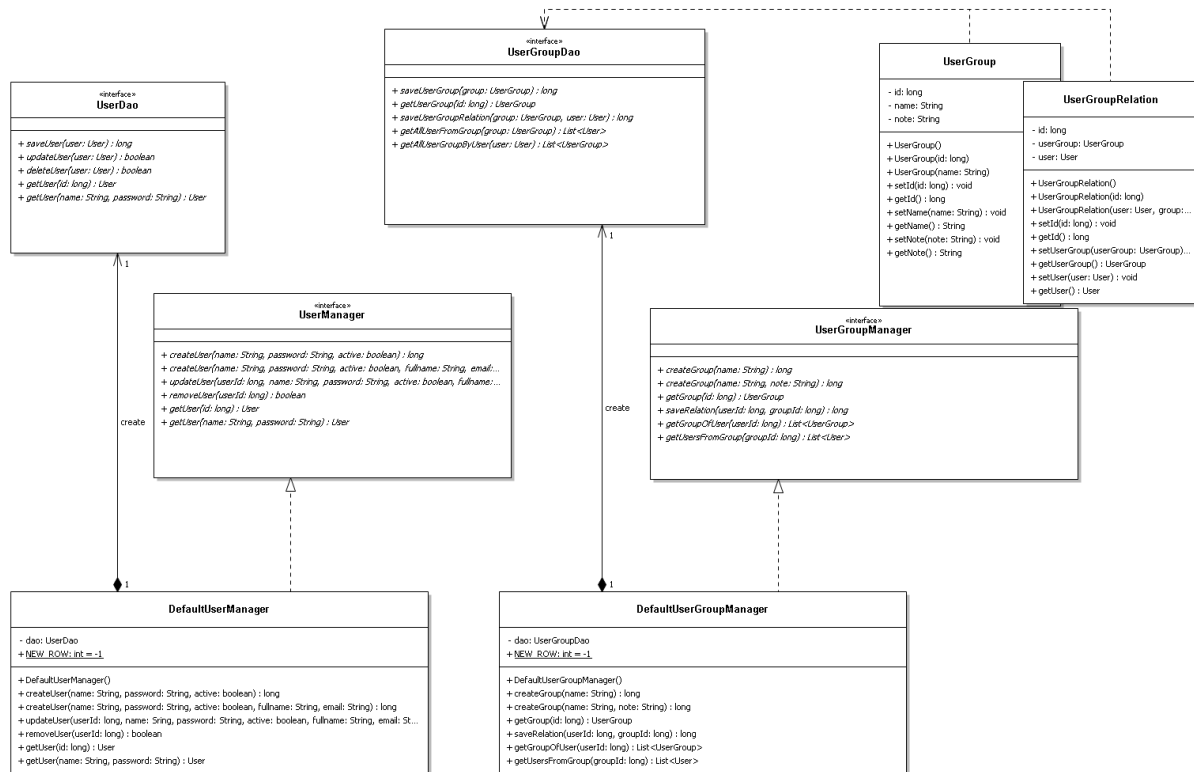 «interface»
UserGroupDao
+ saveUserGroup(group: UserGroup) : long
+ getUserGroup(id: long) : UserGroup
+ saveUserGroupRelation(group: UserGroup, user: User) : long
+ getAllUserFromGroup(group: UserGroup) : List<User>
+ getAllUserGroupByUser(user: User) : List<UserGroup>
UserGroup
- id: long
- name: String
- note: String
+ UserGroup()
+ UserGroup(id: long)
+ UserGroup(name: String)
+ setId(id: long) : void
+ getId() : long
+ setName(name: String) : void
+ getName() : String
+ setNote(note: String) : void
+ getNote() : String
UserGroupRelation
- id: long
- userGroup: UserGroup
- user: User
+ UserGroupRelation()
+ UserGroupRelation(id: long)
+ UserGroupRelation(user: User, group:...
+ setId(id: long) : void
+ getId() : long
+ setUserGroup(userGroup: UserGroup)...
+ getUserGroup() : UserGroup
+ setUser(user: User) : void
+ getUser() : User
«interface»
UserDao
+ saveUser(user: User) : long
+ updateUser(user: User) : boolean
+ deleteUser(user: User) : boolean
+ getUser(id: long) : User
+ getUser(name: String, password: String) : User
1
1
«interface»
UserManager
+ createUser(name: String, password: String, active: boolean) : long
+ createUser(name: String, password: String, active: boolean, fullname: String, email:...
+ updateUser(userId: long, name: String, password: String, active: boolean, fullname:...
+ removeUser(userId: long) : boolean
+ getUser(id: long) : User
+ getUser(name: String, password: String) : User
«interface»
UserGroupManager
+ createGroup(name: String) : long
+ createGroup(name: String, note: String) : long
+ getGroup(id: long) : UserGroup
+ saveRelation(userId: long, groupId: long) : long
+ getGroupOfUser(userId: long) : List<UserGroup>
+ getUsersFromGroup(groupId: long) : List<User>
create
create
1
1
DefaultUserManager
- dao: UserDao
+ NEW_ROW: int = -1
+ DefaultUserManager()
+ createUser(name: String, password: String, active: boolean) : long
+ createUser(name: String, password: String, active: boolean, fullname: String, email: String) : long
+ updateUser(userId: long, name: Sring, password: String, active: boolean, fullname: String, email: St...
+ removeUser(userId: long) : boolean
+ getUser(id: long) : User
+ getUser(name: String, password: String) : User
DefaultUserGroupManager
- dao: UserGroupDao
+ NEW_ROW: int = -1
+ DefaultUserGroupManager()
+ createGroup(name: String) : long
+ createGroup(name: String, note: String) : long
+ getGroup(id: long) : UserGroup
+ saveRelation(userId: long, groupId: long) : long
+ getGroupOfUser(userId: long) : List<UserGroup>
+ getUsersFromGroup(groupId: long) : List<User>